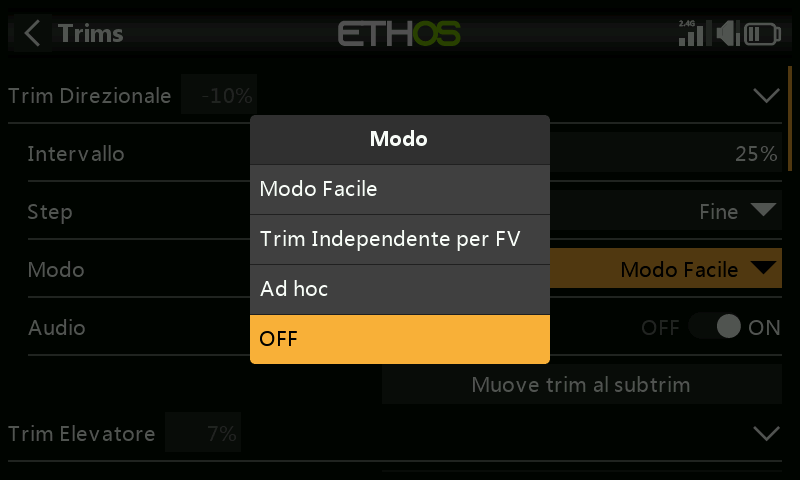 Trims
ETHOS
2.4G
Trim Direzionale -10%
Modo
Intervallo 25%
Modo Facile
Step Fine
Trim Independente per FV
Modo Modo Facile
Ad hoc
Audio OFF ON
OFF
Muove trim al subtrim
Trim Elevatore 7%